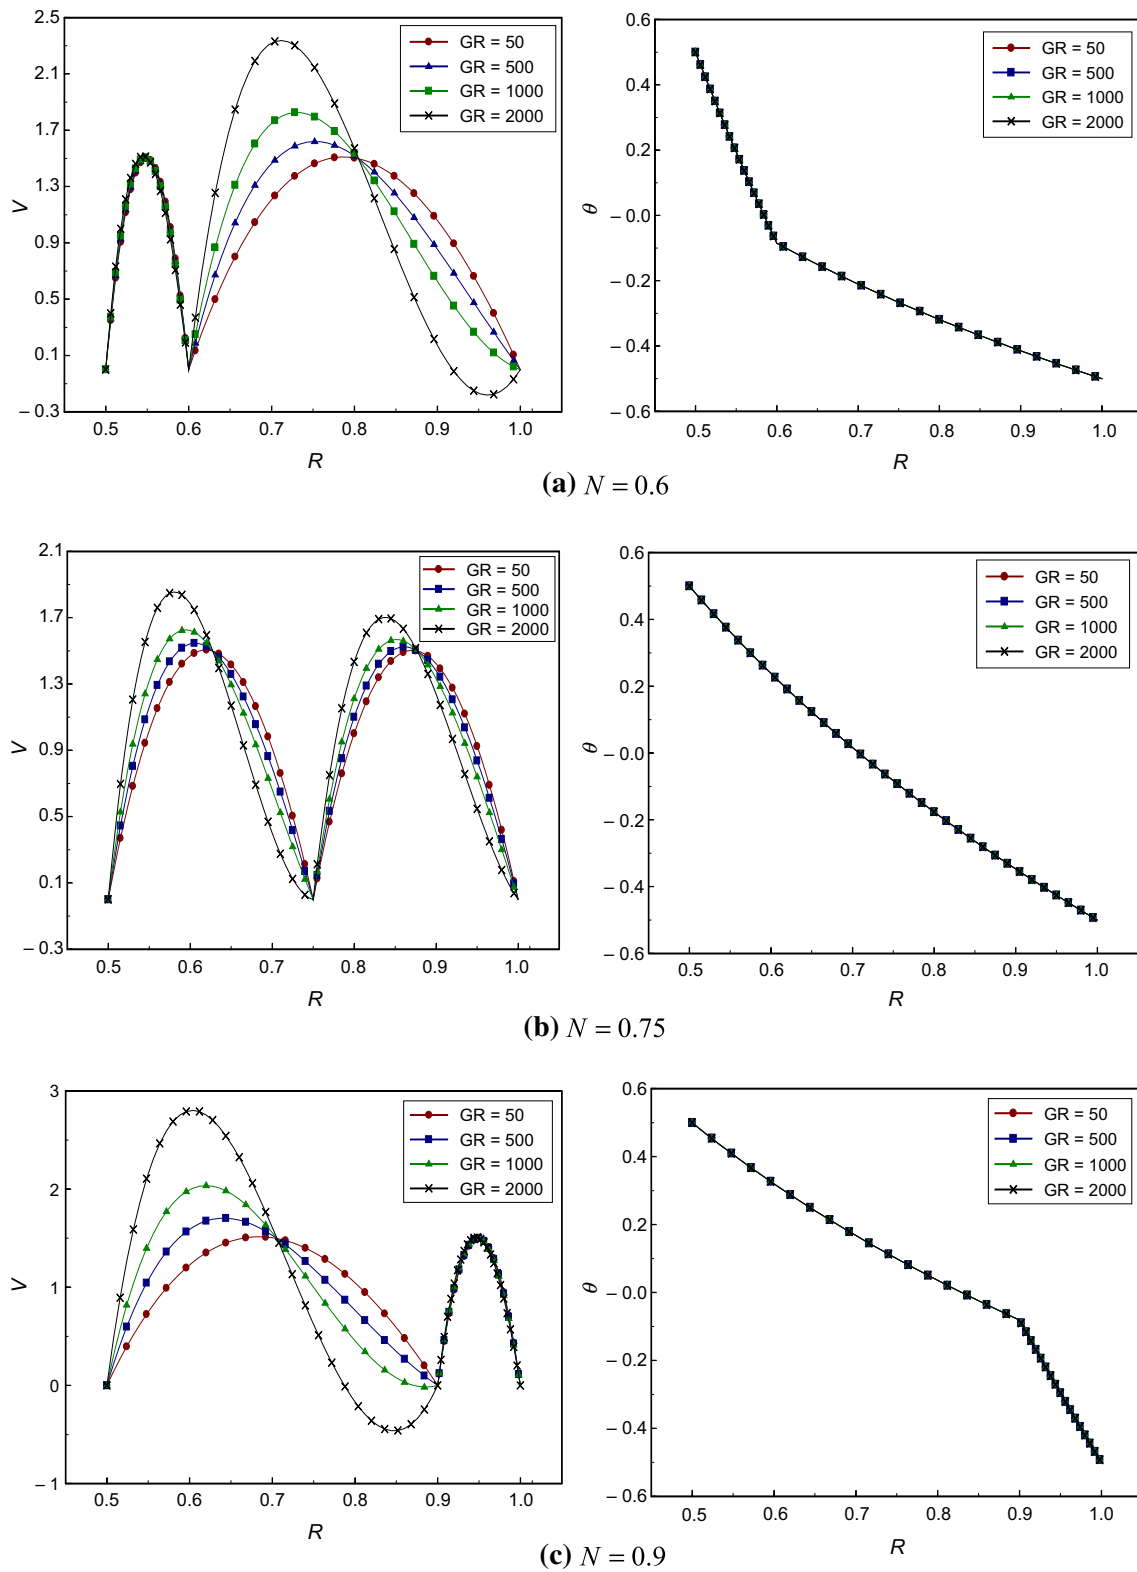 2.5
2.1
1.7
1.3
0.9
0.5
0.1
– 0.3
V
0.5 0.6 0.7 0.8 0.9 1.0
R
GR = 50
GR = 500
GR = 1000
GR = 2000
0.6
0.4
0.2
– 0.0
– 0.2
– 0.4
– 0.6
θ
0.5 0.6 0.7 0.8 0.9 1.0
R
GR = 50
GR = 500
GR = 1000
GR = 2000
(a) N = 0.6
2.1
1.7
1.3
0.9
0.5
0.1
– 0.3
V
0.5 0.6 0.7 0.8 0.9 1.0
R
GR = 50
GR = 500
GR = 1000
GR = 2000
0.6
0.4
0.2
– 0.0
– 0.2
– 0.4
– 0.6
θ
0.5 0.6 0.7 0.8 0.9 1.0
R
GR = 50
GR = 500
GR = 1000
GR = 2000
(b) N = 0.75
3
2
1
0
– 1
V
0.5 0.6 0.7 0.8 0.9 1.0
R
GR = 50
GR = 500
GR = 1000
GR = 2000
0.6
0.4
0.2
– 0.0
– 0.2
– 0.4
– 0.6
θ
0.5 0.6 0.7 0.8 0.9 1.0
R
GR = 50
GR = 500
GR = 1000
GR = 2000
(c) N = 0.9